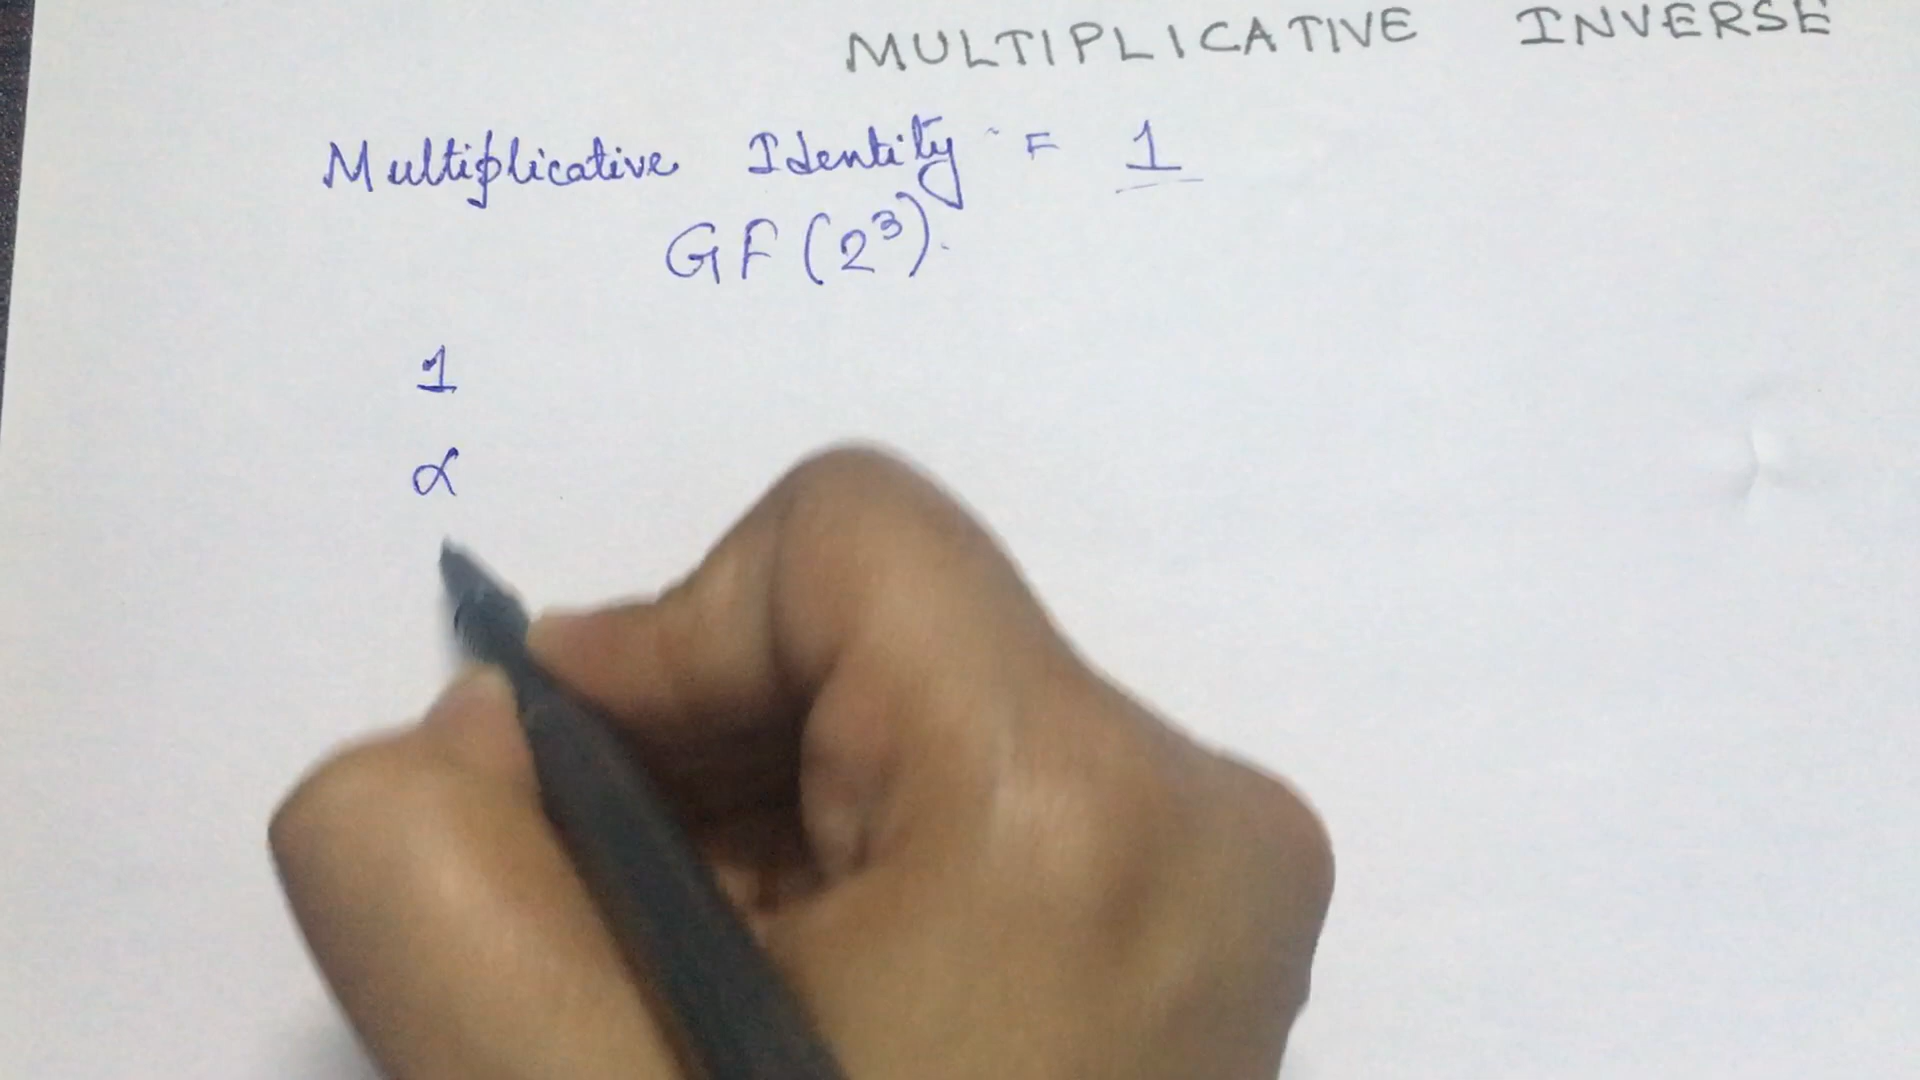 MULTIPLICATIVE INVERSE
Multiplicative Identity = 1
GF(2³).
1
α